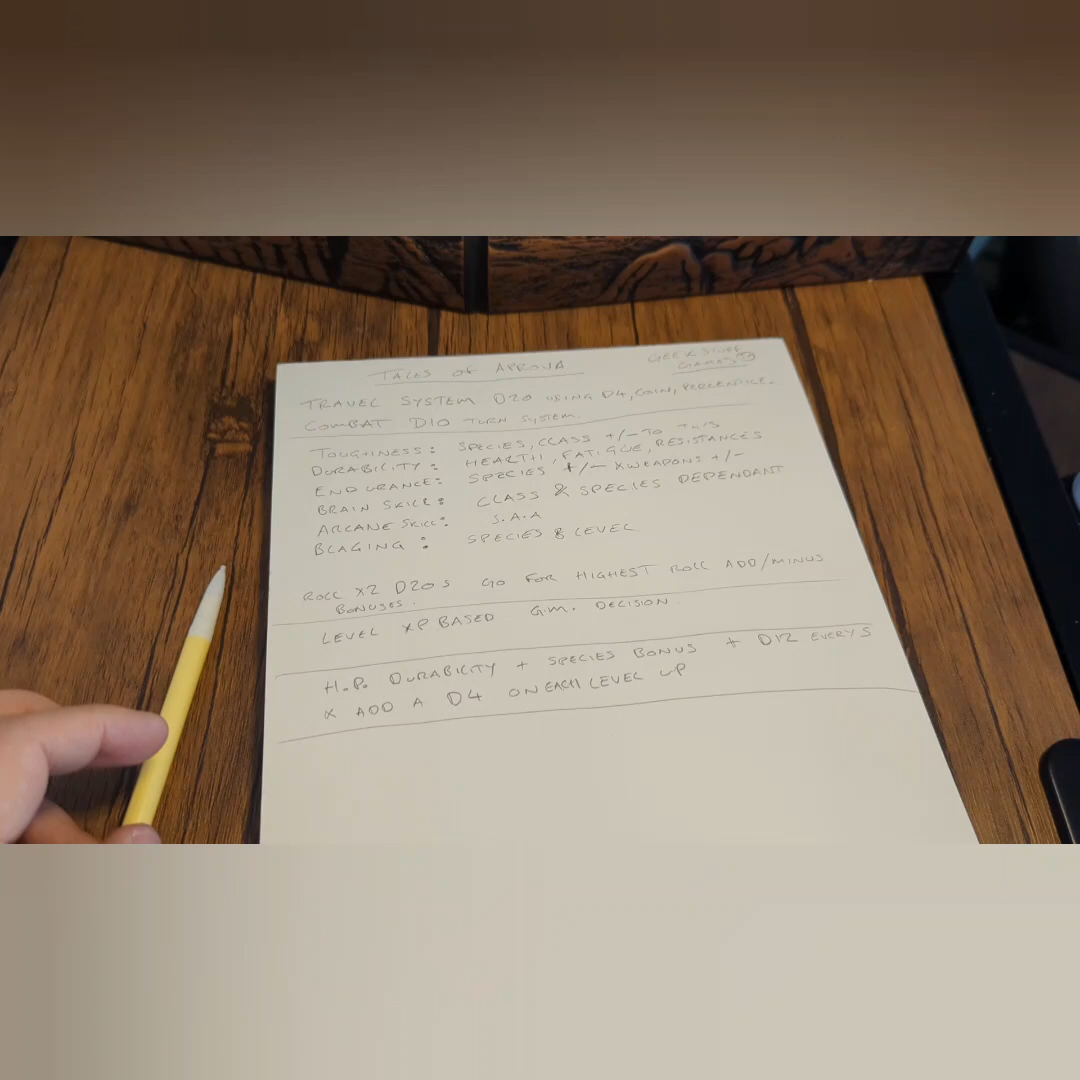 TALES OF APROVA
GEEK STUFF
GAMES
TRAVEL SYSTEM D20 USING D4, COIN, PERCENTICE.
COMBAT D10 TURN SYSTEM.
TOUGHNESS: SPECIES, CLASS +/- TO THIS
DURABILITY: HEALTH, FATIGUE, RESISTANCES
ENDURANCE: SPECIES +/- X WEAPONS +/-
BRAIN SKILL: CLASS & SPECIES DEPENDANT
ARCANE SKILL: S.A.A
BLAGING: SPECIES & LEVEL
ROLL X2 D20S GO FOR HIGHEST ROLL ADD/MINUS
BONUSES.
LEVEL XP BASED G.M. DECISION.
H.P. DURABILITY + SPECIES BONUS + D12 EVERY 5
X ADD A D4 ON EACH LEVEL UP